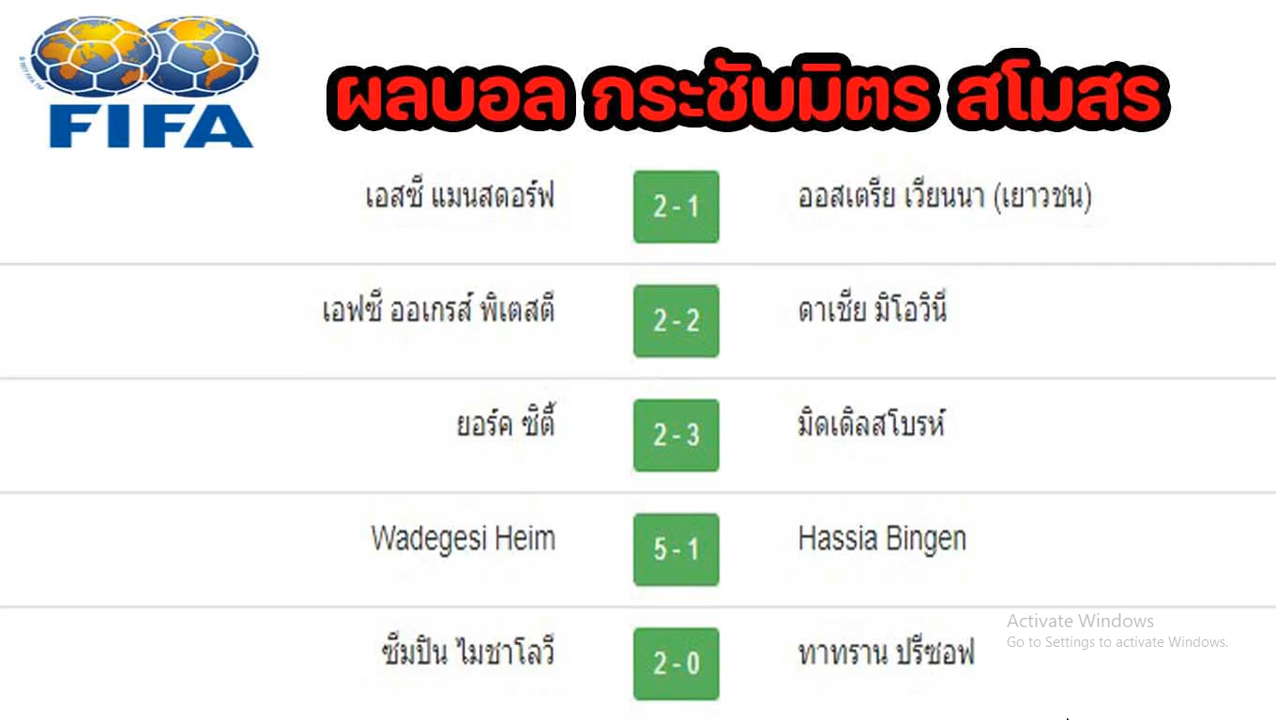 FIFA
ผลบอล กระชับมิตร สโมสร
เอสซี แมนสดอร์ฟ 2 - 1 ออสเตรีย เวียนนา (เยาวชน)
เอฟซี ออเกรส์ พิเตสตี 2 - 2 ดาเซีย มิโอวินี
ยอร์ค ซิตี้ 2 - 3 มิดเดิลสโบรห์
Wadegesi Heim 5 - 1 Hassia Bingen
ซีมปิน ไมชาโลวี 2 - 0 ทาทราน ปรีซอฟ
Activate Windows
Go to Settings to activate Windows.